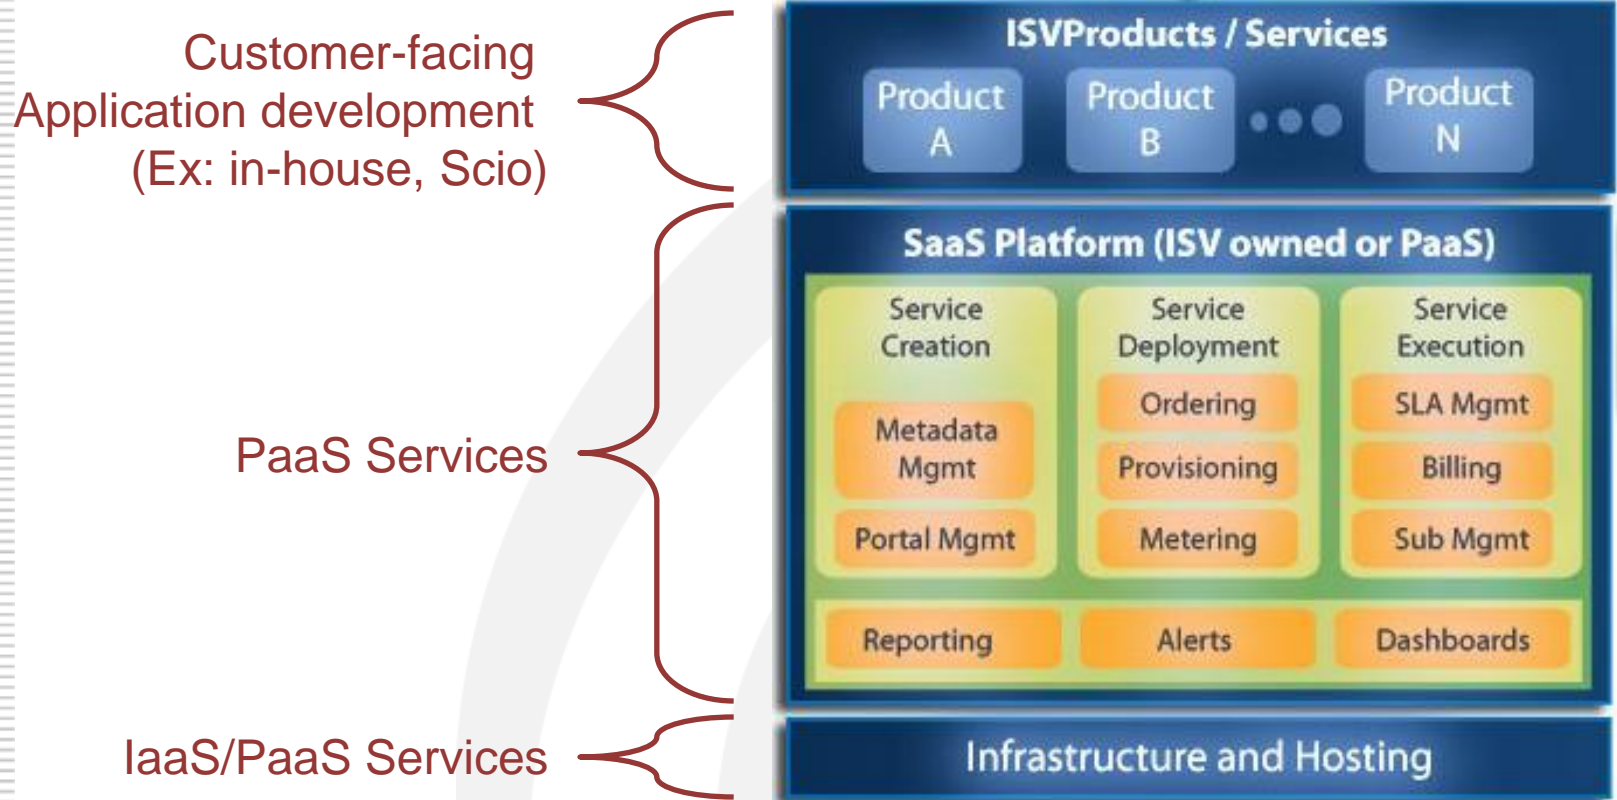 Customer-facing
Application development
(Ex: in-house, Scio)
PaaS Services
IaaS/PaaS Services
ISVProducts / Services
Product
A
Product
B
Product
N
SaaS Platform (ISV owned or PaaS)
Service
Creation
Metadata
Mgmt
Portal Mgmt
Service
Deployment
Ordering
Provisioning
Metering
Service
Execution
SLA Mgmt
Billing
Sub Mgmt
Reporting
Alerts
Dashboards
Infrastructure and Hosting